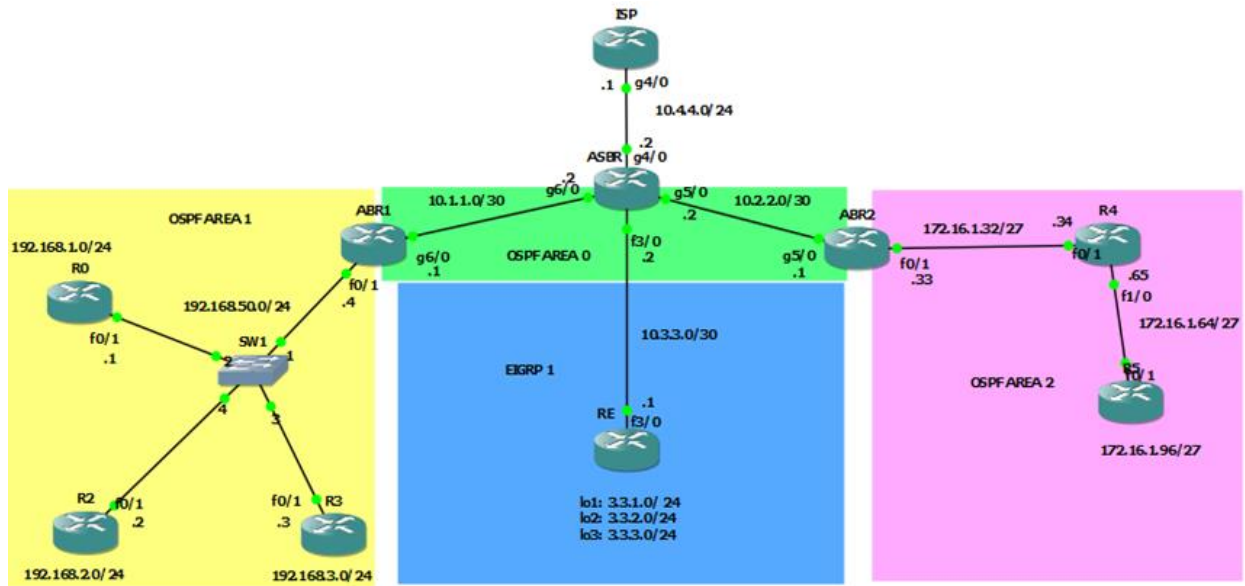 ISP
.1
g4/0
10.4.4.0/24
.2
ASBR
g4/0
.2
g6/0
g5/0
.2
10.1.1.0/30
10.2.2.0/30
OSPF AREA 1
ABR1
g6/0
.1
f0/1
.4
OSPF AREA 0
f3/0
.2
ABR2
g5/0
.1
f0/1
.33
172.16.1.32/27
R4
.34
f0/1
.65
f1/0
172.16.1.64/27
192.168.1.0/24
R0
f0/1
.1
192.168.50.0/24
SW1
2
1
4
3
10.3.3.0/30
EIGRP 1
.1
RE
f3/0
OSPF AREA 2
R5
f0/1
172.16.1.96/27
R2
f0/1
.2
192.168.2.0/24
f0/1
R3
.3
192.168.3.0/24
lo1: 3.3.1.0/ 24
lo2: 3.3.2.0/24
lo3: 3.3.3.0/24